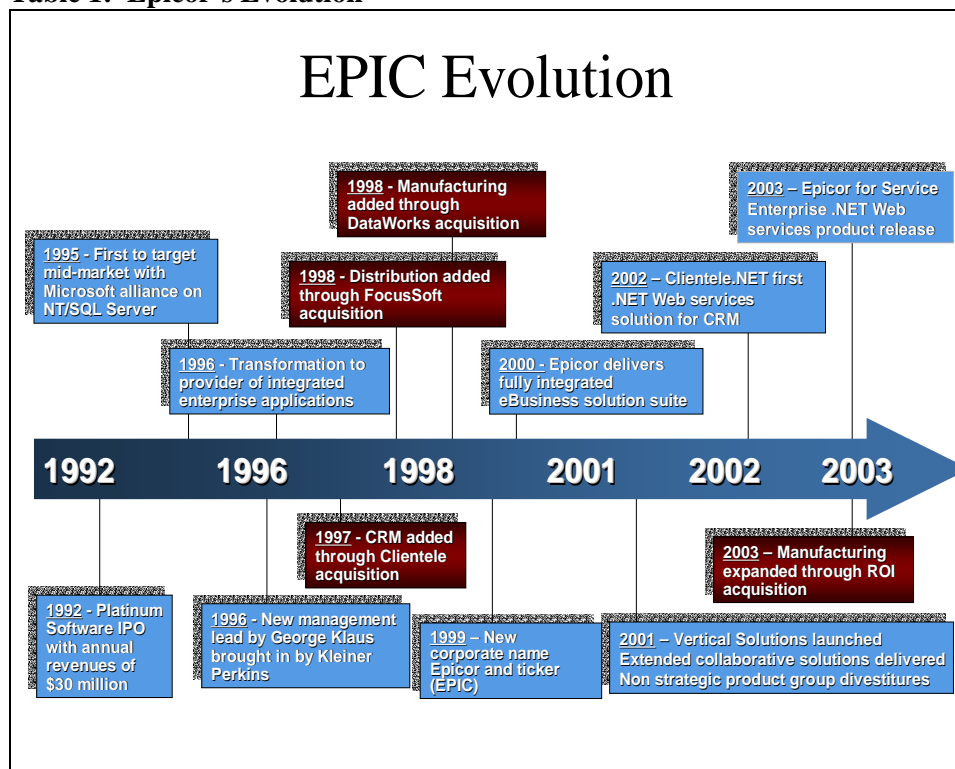 Table 1: Epicor's Evolution
EPIC Evolution
1998 - Manufacturing
added through
DataWorks acquisition
2003 – Epicor for Service
Enterprise .NET Web
services product release
1995 - First to target
mid-market with
Microsoft alliance on
NT/SQL Server
1998 - Distribution added
through FocusSoft
acquisition
2002 – Clientele.NET first
.NET Web services
solution for CRM
1996 - Transformation to
provider of integrated
enterprise applications
2000 - Epicor delivers
fully integrated
eBusiness solution suite
1992 1996 1998 2001 2002 2003
1997 - CRM added
through Clientele
acquisition
2003 – Manufacturing
expanded through ROI
acquisition
1992 - Platinum
Software IPO
with annual
revenues of
$30 million
1996 - New management
lead by George Klaus
brought in by Kleiner
Perkins
1999 – New
corporate name
Epicor and ticker
(EPIC)
2001 – Vertical Solutions launched
Extended collaborative solutions delivered
Non strategic product group divestitures